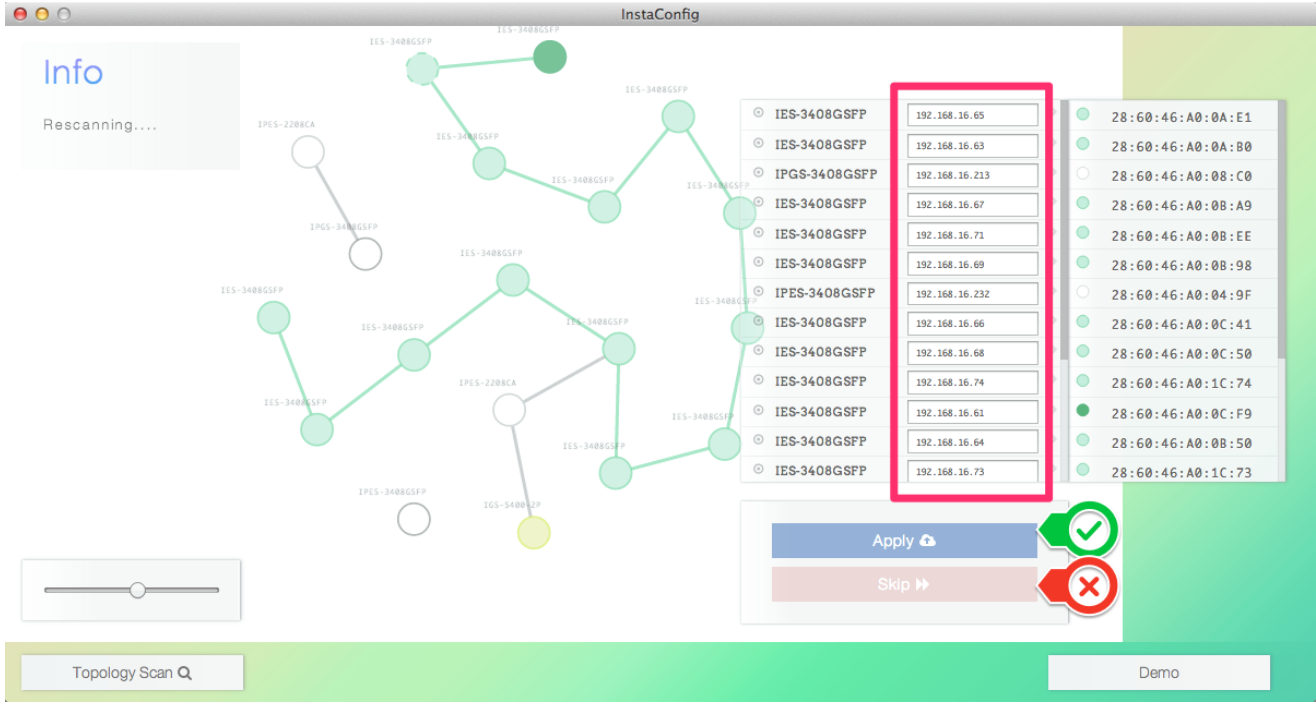 InstaConfig
Info
Rescanning....
IES-3408GSFP
IES-3408GSFP
IES-3408GSFP
IPES-2208CA
IES-3408GSFP
IES-3408GSFP
IES-3408GSFP
IPGS-3408GSFP
IES-3408GSFP
IES-3408GSFP
IES-3408GSFP
IES-3408GSFP
IES-3408GSFP
IPES-2208CA
IES-3408GSFP
IES-3408GSFP
IES-3408GSFP
IPES-3408GSFP
IGS-5400-2P
IES-3408GSFP 192.168.16.65 28:60:46:A0:0A:E1
IES-3408GSFP 192.168.16.63 28:60:46:A0:0A:B0
IPGS-3408GSFP 192.168.16.213 28:60:46:A0:08:C0
IES-3408GSFP 192.168.16.67 28:60:46:A0:0B:A9
IES-3408GSFP 192.168.16.71 28:60:46:A0:0B:EE
IES-3408GSFP 192.168.16.69 28:60:46:A0:0B:98
IPES-3408GSFP 192.168.16.232 28:60:46:A0:04:9F
IES-3408GSFP 192.168.16.66 28:60:46:A0:0C:41
IES-3408GSFP 192.168.16.68 28:60:46:A0:0C:50
IES-3408GSFP 192.168.16.74 28:60:46:A0:1C:74
IES-3408GSFP 192.168.16.61 28:60:46:A0:0C:F9
IES-3408GSFP 192.168.16.64 28:60:46:A0:0B:50
IES-3408GSFP 192.168.16.73 28:60:46:A0:1C:73
Apply
Skip
Topology Scan
Demo